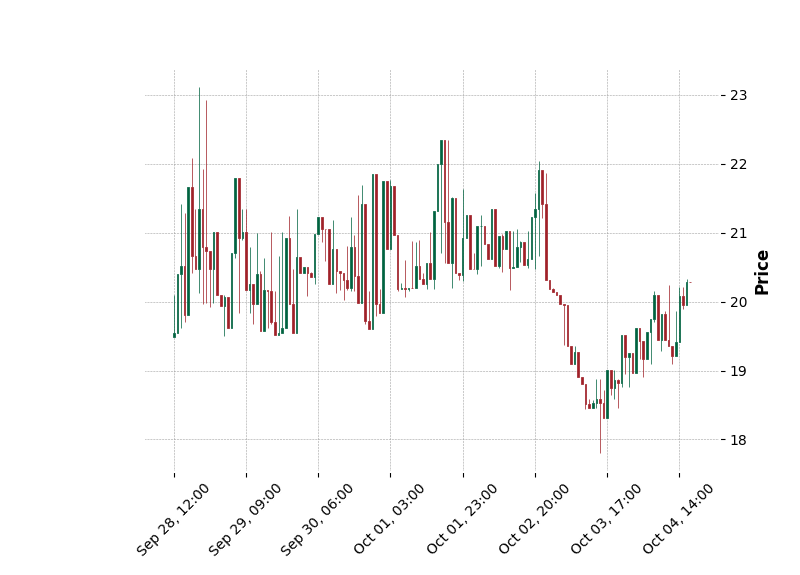 23
22
21
20
19
18
Price
Sep 28, 12:00
Sep 29, 09:00
Sep 30, 06:00
Oct 01, 03:00
Oct 01, 23:00
Oct 02, 20:00
Oct 03, 17:00
Oct 04, 14:00